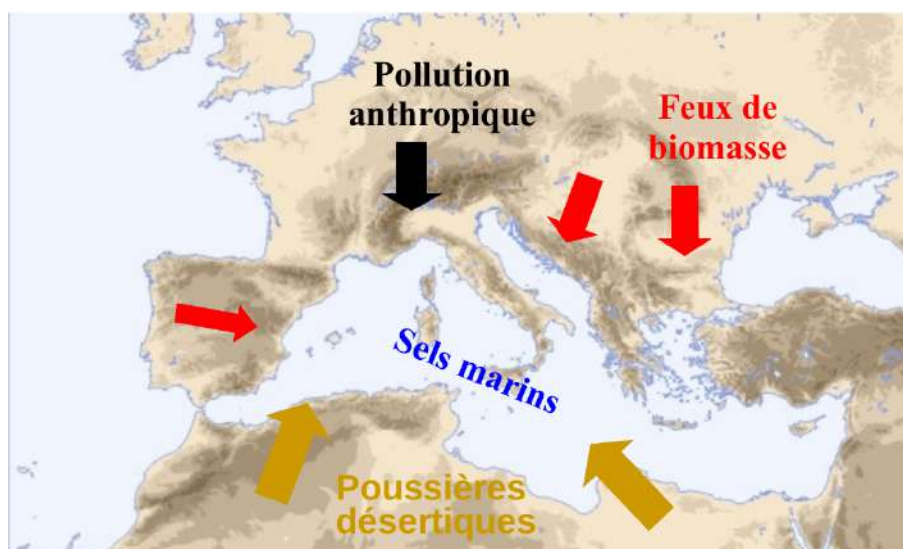 Pollution
anthropique
Feux de
biomasse
Sels marins
Poussières
désertiques